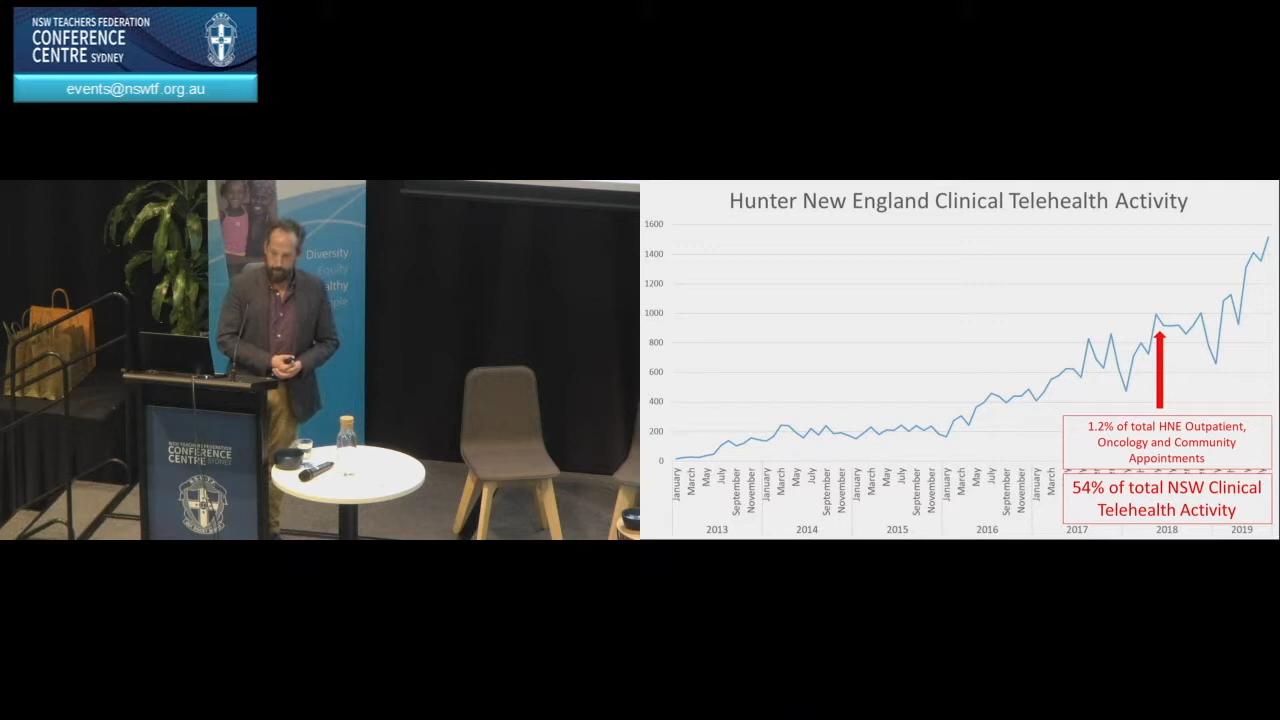 NSW TEACHERS FEDERATION
CONFERENCE
CENTRE SYDNEY
events@nswtf.org.au
Diversity
Equity
althy
ple
NSW TEACHERS FEDERATION
CONFERENCE
CENTRE SYDNEY
Hunter New England Clinical Telehealth Activity
1600
1400
1200
1000
800
600
400
200
0
January March May July September November January March May July September November January March May July September November January March May July September November January March
2013 2014 2015 2016 2017 2018 2019
1.2% of total HNE Outpatient,
Oncology and Community
Appointments
54% of total NSW Clinical
Telehealth Activity